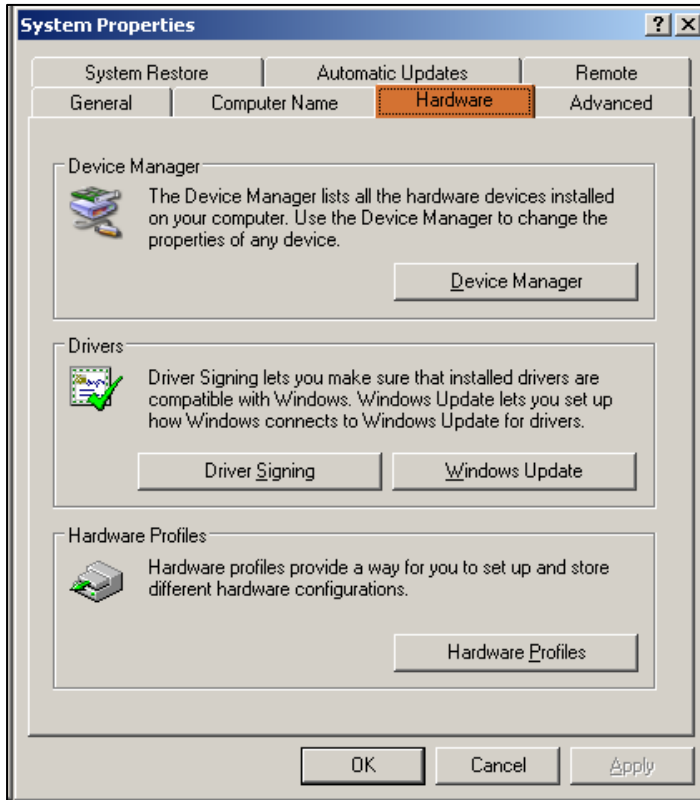 System Properties
System Restore Automatic Updates Remote
General Computer Name Hardware Advanced
Device Manager
The Device Manager lists all the hardware devices installed
on your computer. Use the Device Manager to change the
properties of any device.
Device Manager
Drivers
Driver Signing lets you make sure that installed drivers are
compatible with Windows. Windows Update lets you set up
how Windows connects to Windows Update for drivers.
Driver Signing Windows Update
Hardware Profiles
Hardware profiles provide a way for you to set up and store
different hardware configurations.
Hardware Profiles
OK Cancel Apply